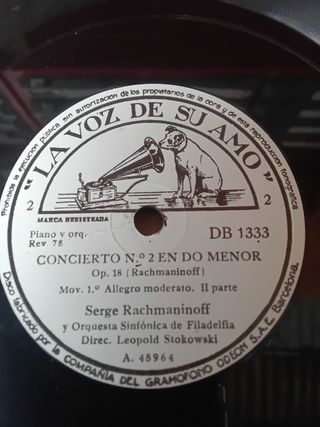 Prohibida la ejecución pública sin autorización de los propietarios de la obra y de esta reproducción fonográfica
"LA VOZ DE SU AMO"
2 2
MARCA REGISTRADA
Piano y orq.
Rev 78
DB 1333
CONCIERTO N.º 2 EN DO MENOR
Op. 18 (Rachmaninoff)
Mov. 1.º Allegro moderato. II parte
Serge Rachmaninoff
y Orquesta Sinfónica de Filadelfia
Direc. Leopold Stokowski
A. 48964
Disco fabricado por la COMPAÑÍA DEL GRAMÓFONO ODEÓN S.A.E. Barcelona.